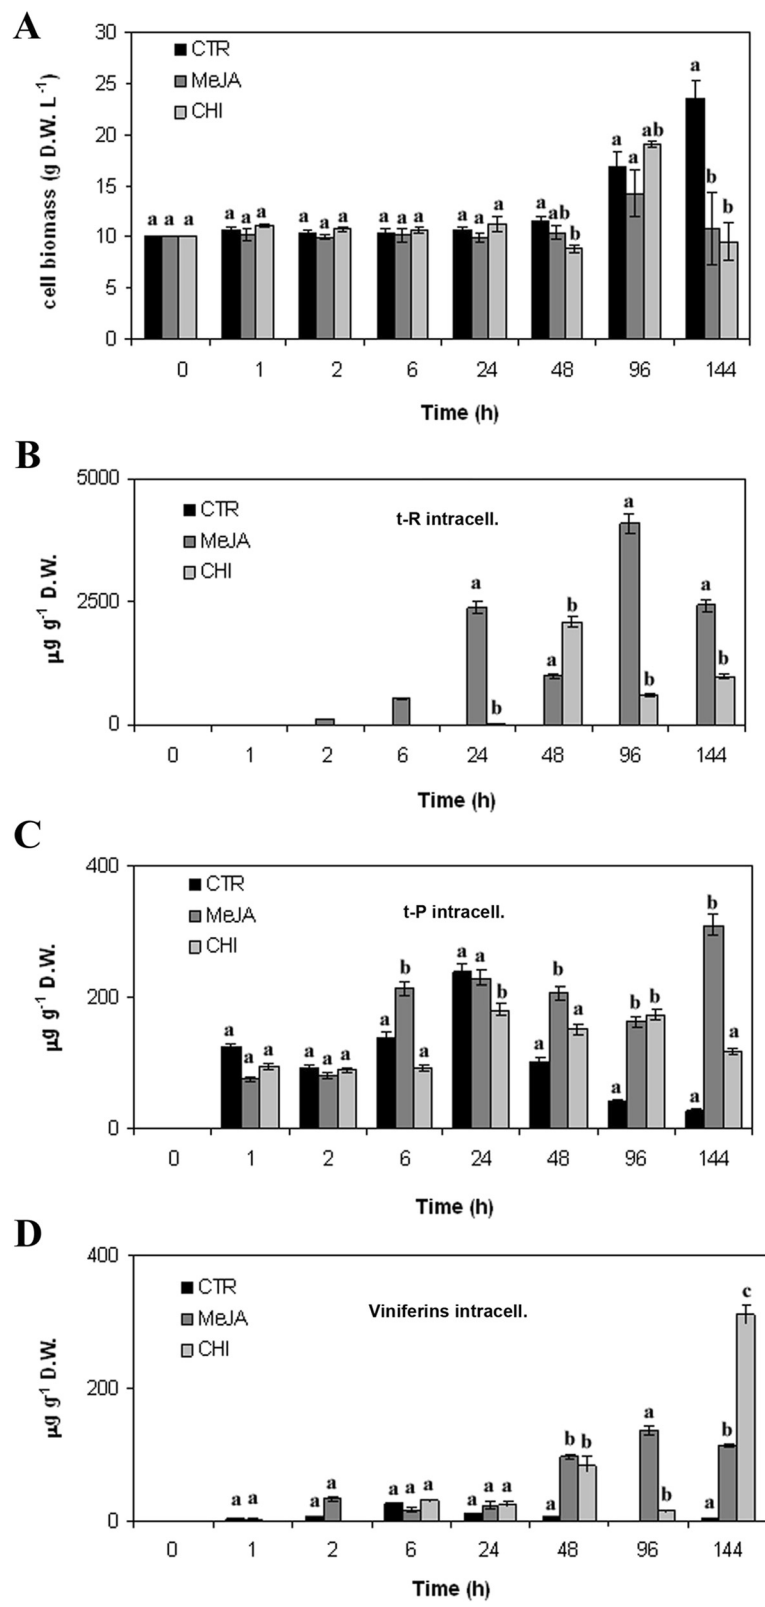 A
30
CTR
MeJA
CHI
25
20
15
10
5
0
cell biomass (g D.W. L-1)
a a a
a a a
a a a
a a a
a a a
a ab b
a a ab
a b b
0 1 2 6 24 48 96 144
Time (h)
B
5000
CTR
MeJA
CHI
t-R intracell.
2500
0
µg g-1 D.W.
a b
a b
a b
a b
0 1 2 6 24 48 96 144
Time (h)
C
400
CTR
MeJA
CHI
t-P intracell.
200
0
µg g-1 D.W.
a a a
a a a
a b a
a a b
a b a
a b b
a b a
0 1 2 6 24 48 96 144
Time (h)
D
400
CTR
MeJA
CHI
Viniferins intracell.
200
0
µg g-1 D.W.
a a
a a
a a a
a a a
a b b
a b
a b c
0 1 2 6 24 48 96 144
Time (h)